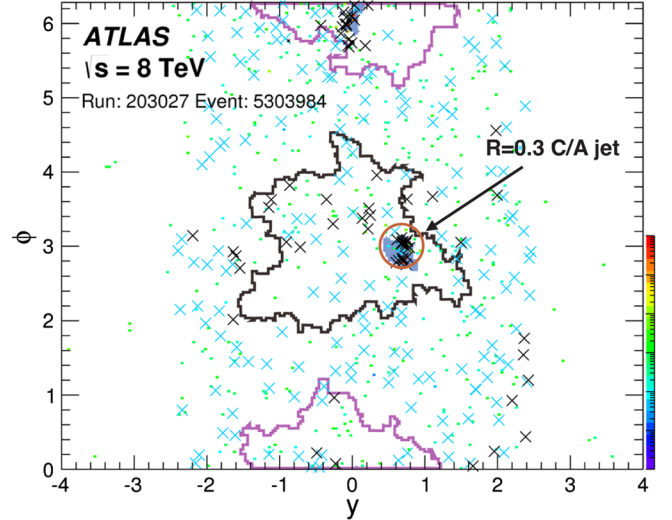 ATLAS
√s = 8 TeV
Run: 203027 Event: 5303984
R=0.3 C/A jet
ϕ
6
5
4
3
2
1
0
-4 -3 -2 -1 0 1 2 3 4
y